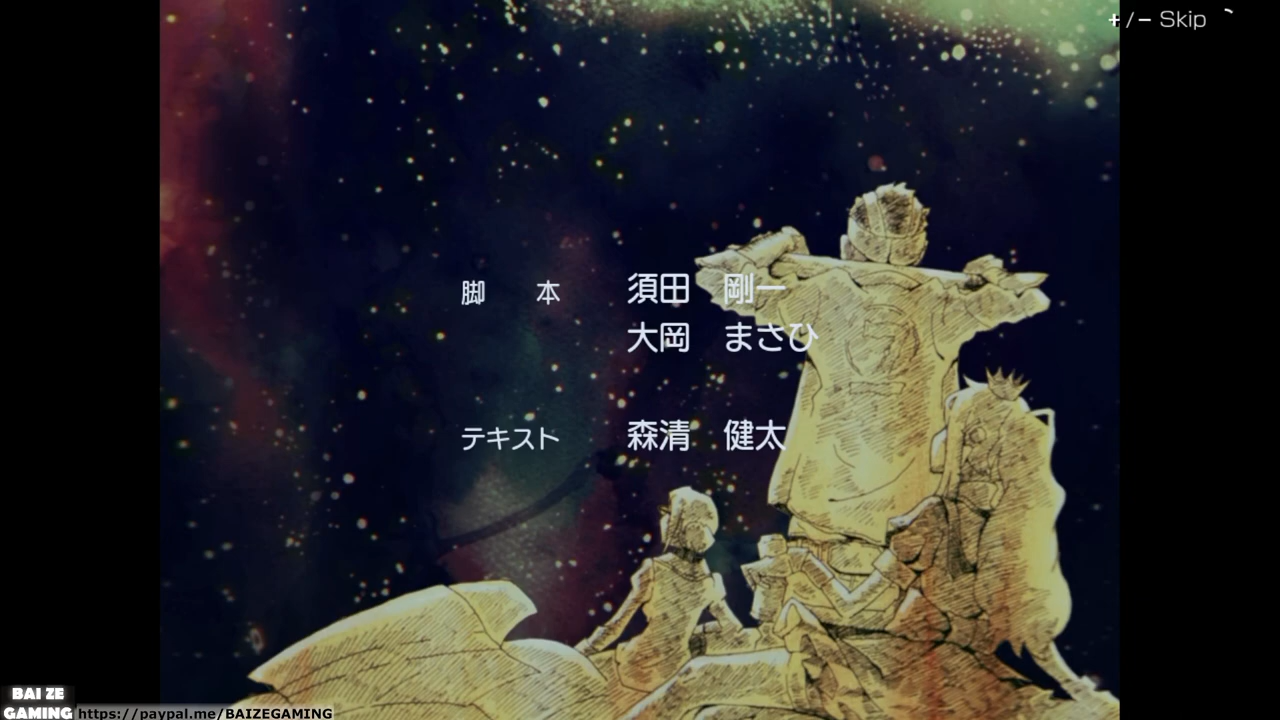 +/- Skip
脚 本 須田 剛一
大岡 まさひ
テキスト 森清 健太
BAI ZE
GAMING https://paypal.me/BAIZEGAMING